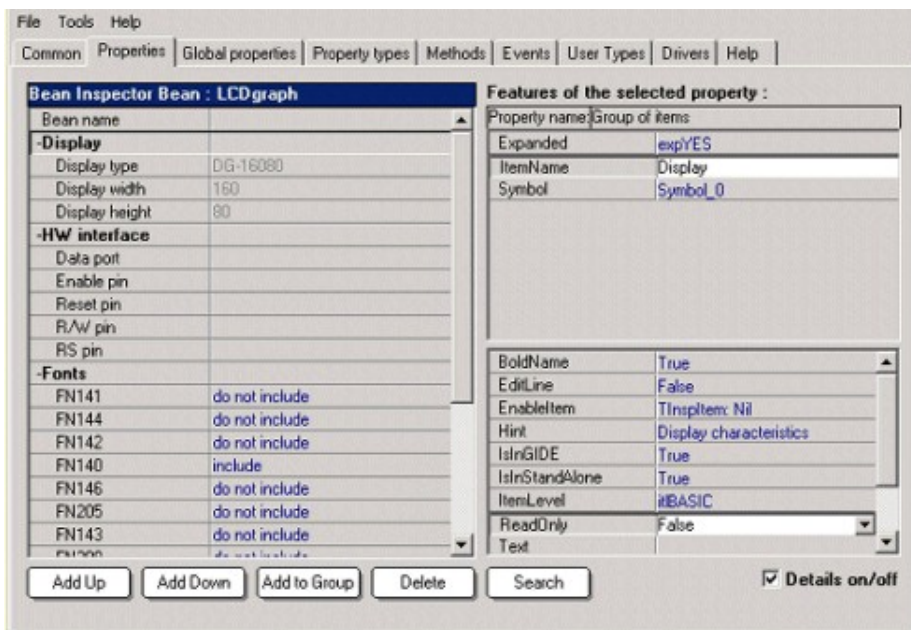 File Tools Help
Common Properties Global properties Property types Methods Events User Types Drivers Help
Bean Inspector Bean : LCDgraph
Bean name
-Display
Display type DG-16080
Display width 160
Display height 80
-HW interface
Data port
Enable pin
Reset pin
R/W pin
RS pin
-Fonts
FN141 do not include
FN144 do not include
FN142 do not include
FN140 include
FN146 do not include
FN205 do not include
FN143 do not include
Features of the selected property :
Property name: Group of items
Expanded expYES
ItemName Display
Symbol Symbol_0
BoldName True
EditLine False
EnableItem TInspItem: Nil
Hint Display characteristics
IsInGIDE True
IsInStandAlone True
ItemLevel itlBASIC
ReadOnly False
Text
Add Up Add Down Add to Group Delete Search Details on/off